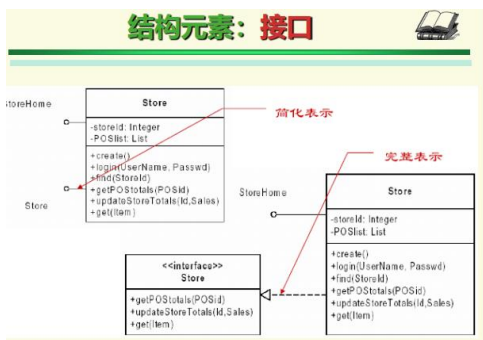 结构元素：接口
StoreHome
Store
-storeId: Integer
-POSlist: List
+create()
+login(UserName, Passwd)
+find(StoreId)
+getPOStotals(POSid)
+updateStoreTotals(Id,Sales)
+get(Item)
Store
简化表示
完整表示
StoreHome
Store
-storeId: Integer
-POSlist: List
+create()
+login(UserName, Passwd)
+find(StoreId)
+getPOStotals(POSid)
+updateStoreTotals(Id,Sales)
+get(Item)
<<interface>>
Store
+getPOStotals(POSid)
+updateStoreTotals(Id,Sales)
+get(Item)